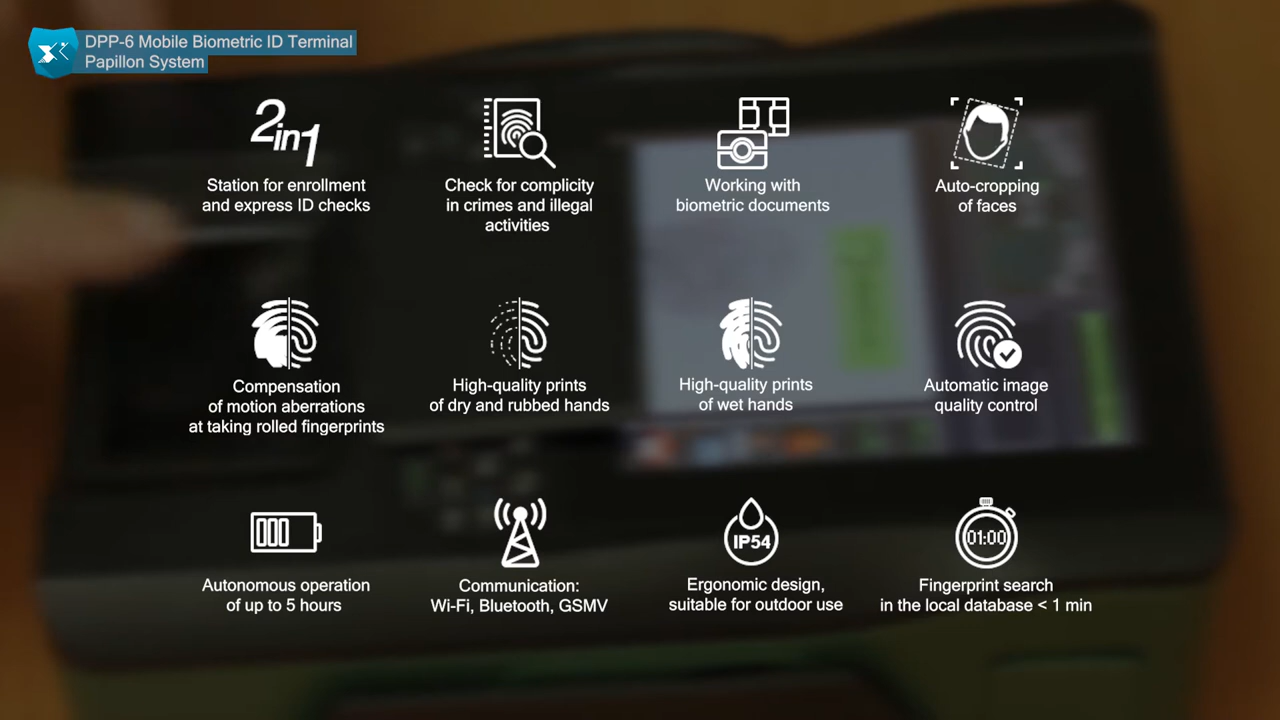 DPP-6 Mobile Biometric ID Terminal
Papillon System
2in1
Station for enrollment
and express ID checks
Check for complicity
in crimes and illegal
activities
Working with
biometric documents
Auto-cropping
of faces
Compensation
of motion aberrations
at taking rolled fingerprints
High-quality prints
of dry and rubbed hands
High-quality prints
of wet hands
Automatic image
quality control
Autonomous operation
of up to 5 hours
Communication:
Wi-Fi, Bluetooth, GSMV
IP54
Ergonomic design,
suitable for outdoor use
01:00
Fingerprint search
in the local database < 1 min